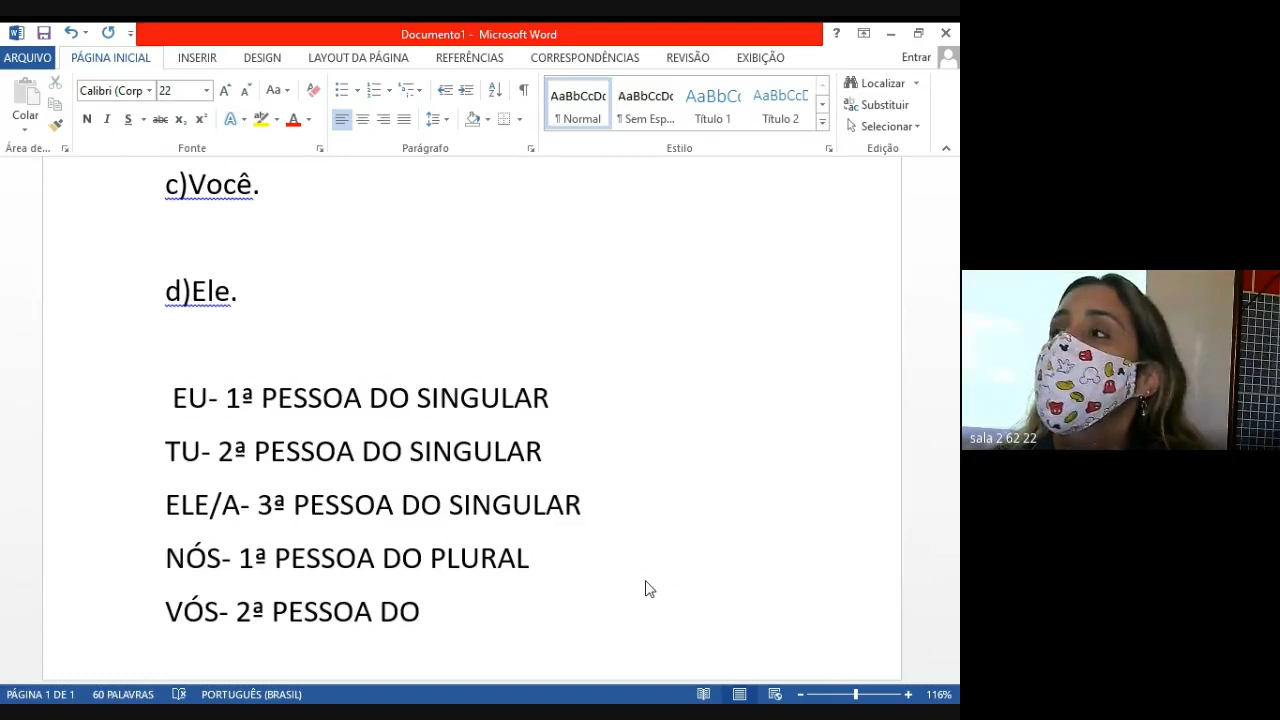 Documento1 - Microsoft Word
?
ARQUIVO PÁGINA INICIAL INSERIR DESIGN LAYOUT DA PÁGINA REFERÊNCIAS CORRESPONDÊNCIAS REVISÃO EXIBIÇÃO Entrar
Calibri (Corp 22 Aa AaBbCcDc AaBbCcDc AaBbC( AaBbCcE Localizar
Substituir
Colar N I S abc x₂ x² A A ¶ Normal ¶ Sem Esp... Título 1 Título 2 Selecionar
Área de... Fonte Parágrafo Estilo Edição
c)Você.
d)Ele.
EU- 1ª PESSOA DO SINGULAR
TU- 2ª PESSOA DO SINGULAR
ELE/A- 3ª PESSOA DO SINGULAR
NÓS- 1ª PESSOA DO PLURAL
VÓS- 2ª PESSOA DO
sala 2 62 22
PÁGINA 1 DE 1 60 PALAVRAS PORTUGUÊS (BRASIL) 116%